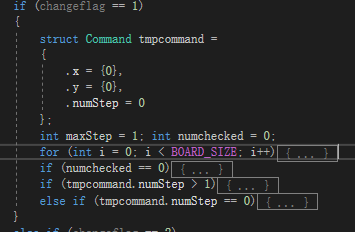 if (changeflag == 1)
{
struct Command tmpcommand =
{
.x = {0},
.y = {0},
.numStep = 0
};
int maxStep = 1; int numchecked = 0;
for (int i = 0; i < BOARD_SIZE; i++) { ... }
if (numchecked == 0) { ... }
if (tmpcommand.numStep > 1) { ... }
else if (tmpcommand.numStep == 0) { ... }
}
else if (changeflag == 2)